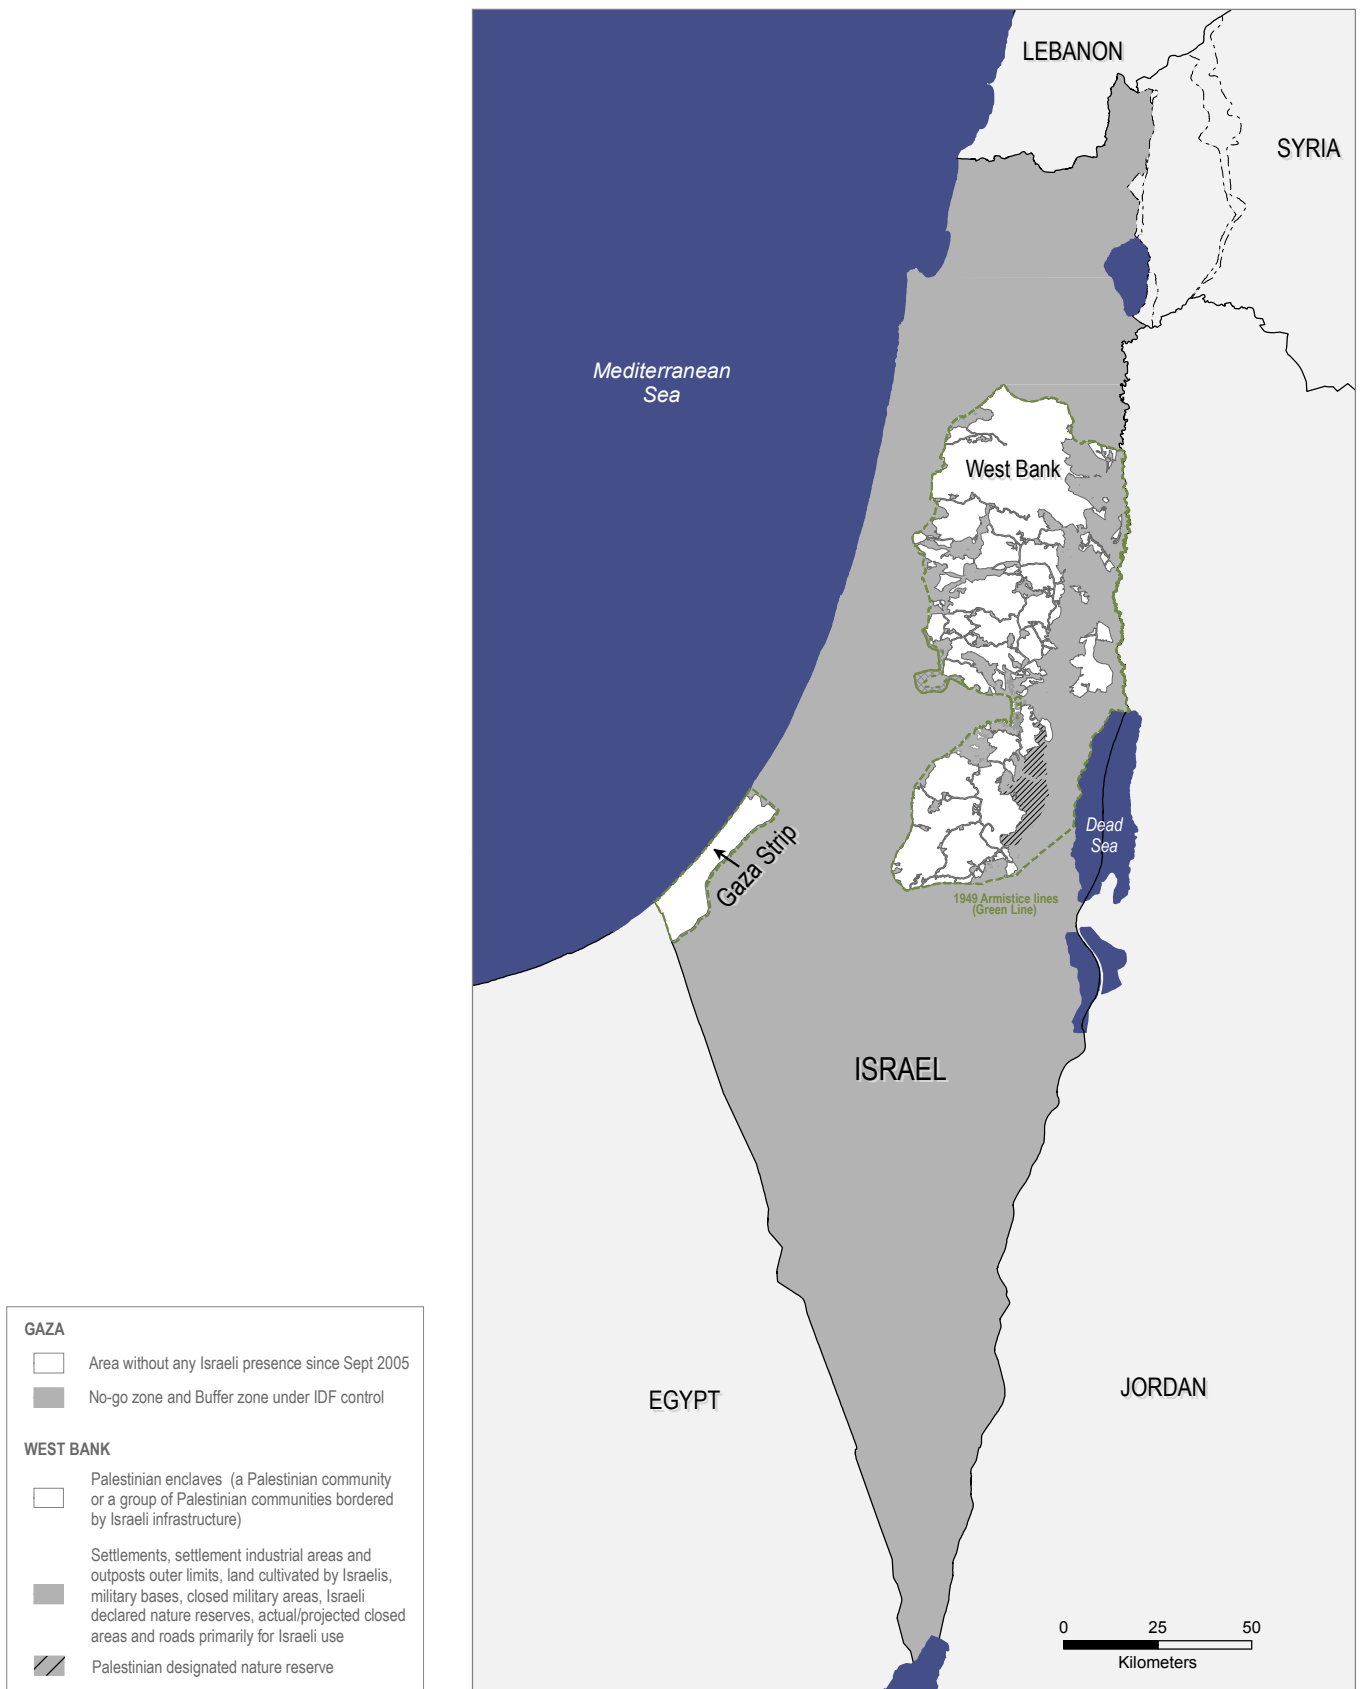 LEBANON
SYRIA
Mediterranean
Sea
West Bank
Dead
Sea
Gaza Strip
1949 Armistice lines
(Green Line)
ISRAEL
EGYPT
JORDAN
GAZA
Area without any Israeli presence since Sept 2005
No-go zone and Buffer zone under IDF control
WEST BANK
Palestinian enclaves (a Palestinian community
or a group of Palestinian communities bordered
by Israeli infrastructure)
Settlements, settlement industrial areas and
outposts outer limits, land cultivated by Israelis,
military bases, closed military areas, Israeli
declared nature reserves, actual/projected closed
areas and roads primarily for Israeli use
Palestinian designated nature reserve
0 25 50
Kilometers